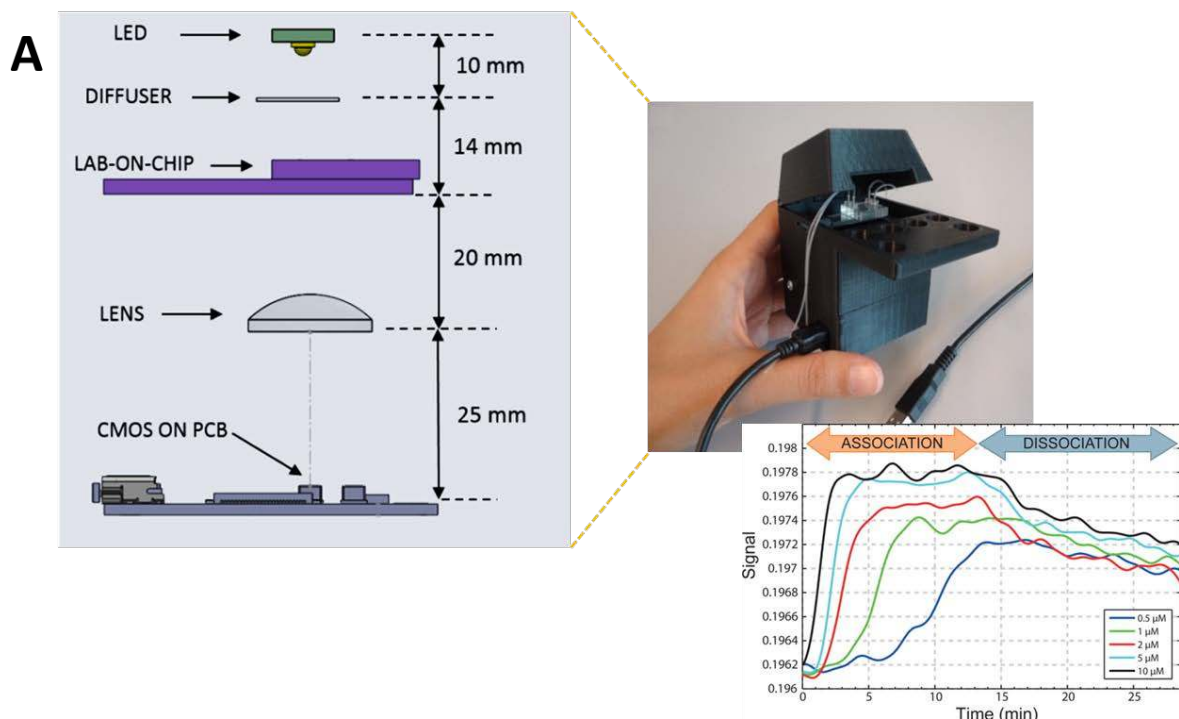 A
LED
10 mm
DIFFUSER
14 mm
LAB-ON-CHIP
20 mm
LENS
25 mm
CMOS ON PCB
ASSOCIATION
DISSOCIATION
0.198
0.1978
0.1976
0.1974
0.1972
0.197
0.1968
0.1966
0.1964
0.1962
0.196
Signal
0.5 µM
1 µM
2 µM
5 µM
10 µM
0 5 10 15 20 25
Time (min)